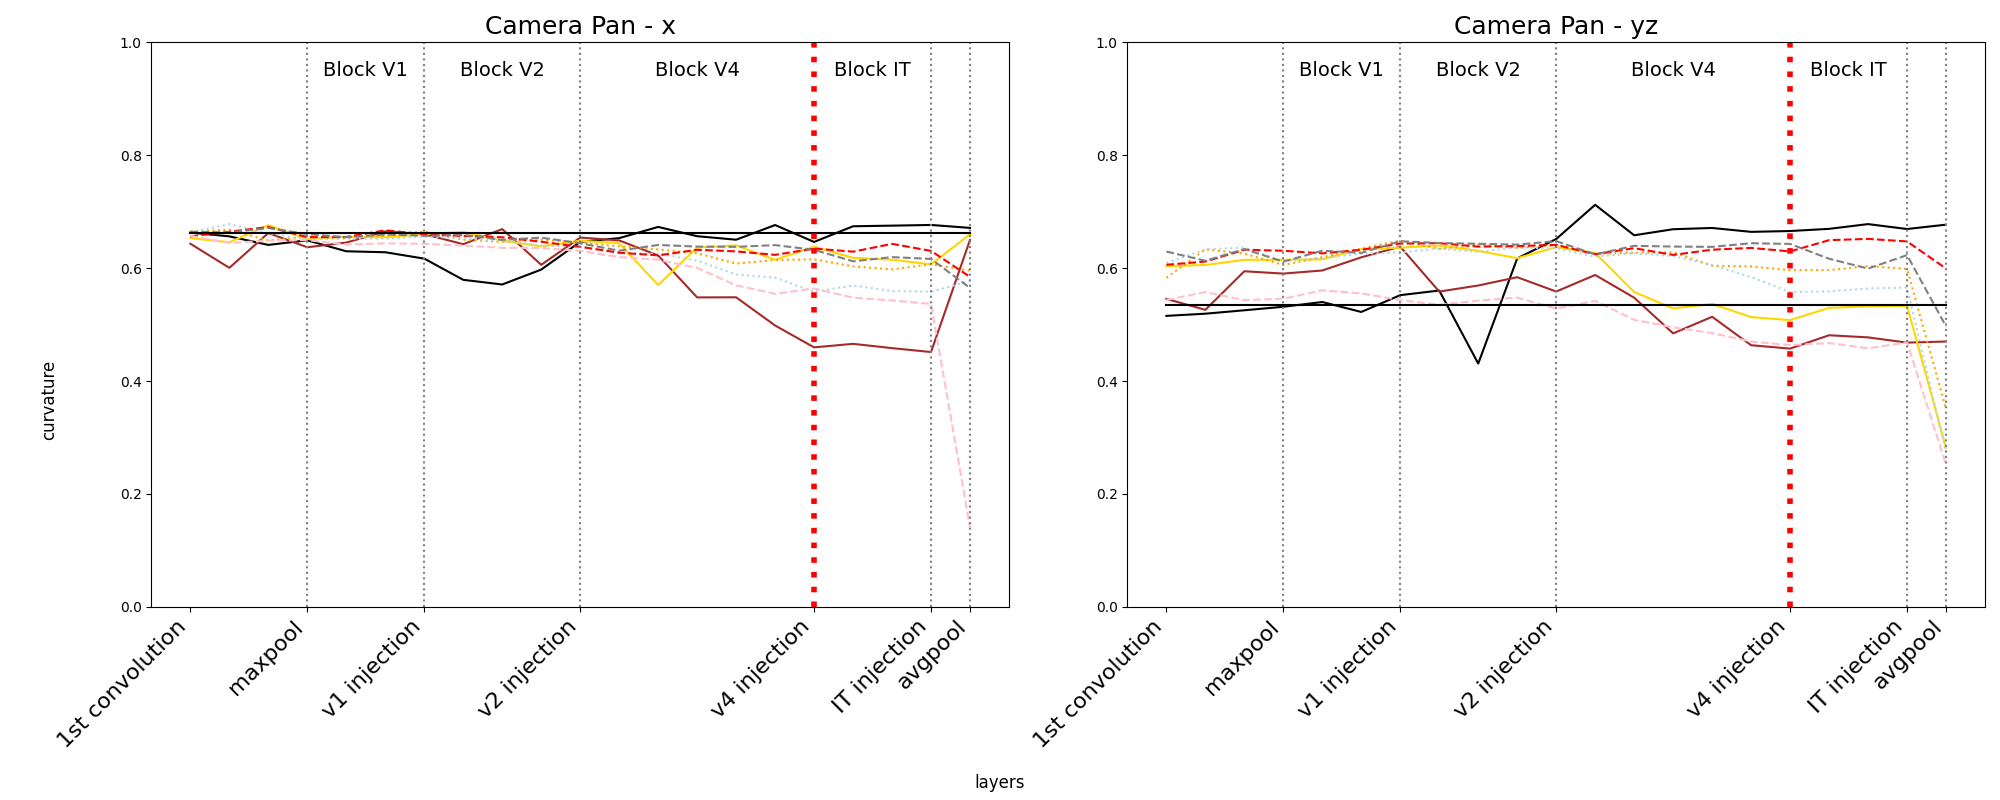 Camera Pan - x
1.0
0.8
0.6
0.4
0.2
0.0
Block V1
Block V2
Block V4
Block IT
1st convolution
maxpool
v1 injection
v2 injection
v4 injection
IT injection
avgpool
curvature
Camera Pan - yz
1.0
0.8
0.6
0.4
0.2
0.0
Block V1
Block V2
Block V4
Block IT
1st convolution
maxpool
v1 injection
v2 injection
v4 injection
IT injection
avgpool
layers